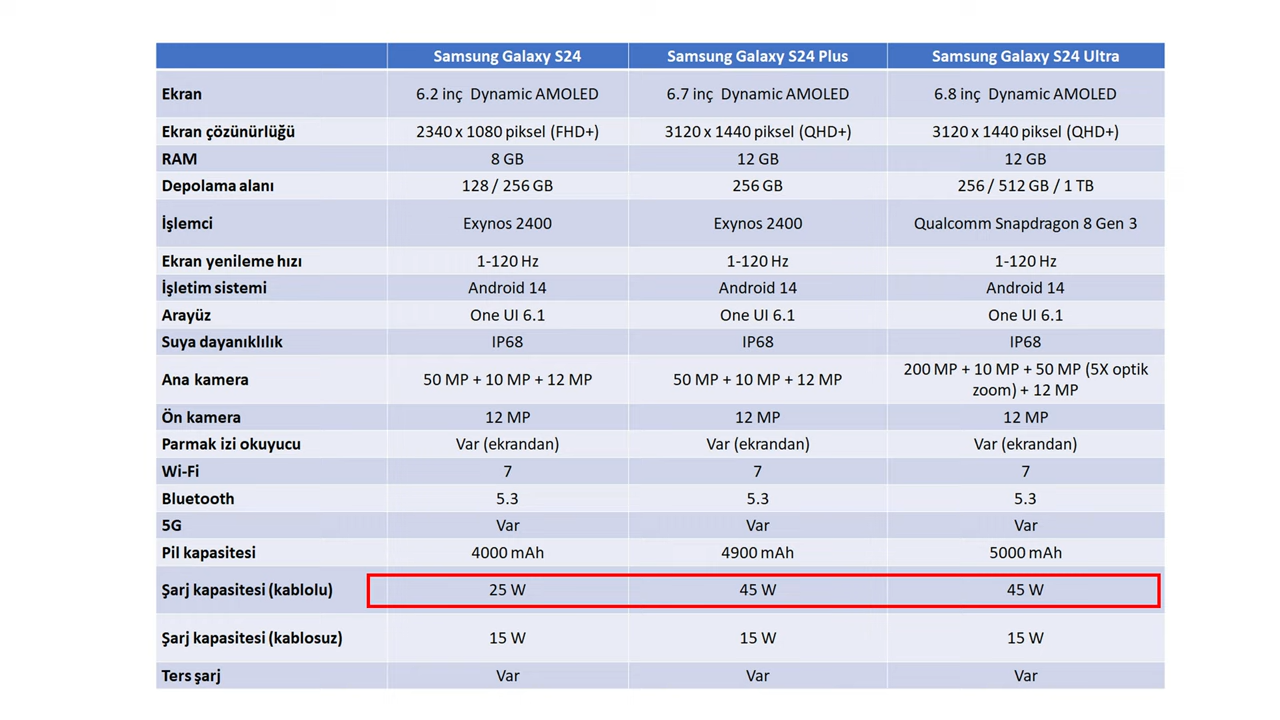 Samsung Galaxy S24 Samsung Galaxy S24 Plus Samsung Galaxy S24 Ultra
Ekran 6.2 inç Dynamic AMOLED 6.7 inç Dynamic AMOLED 6.8 inç Dynamic AMOLED
Ekran çözünürlüğü 2340 x 1080 piksel (FHD+) 3120 x 1440 piksel (QHD+) 3120 x 1440 piksel (QHD+)
RAM 8 GB 12 GB 12 GB
Depolama alanı 128 / 256 GB 256 GB 256 / 512 GB / 1 TB
İşlemci Exynos 2400 Exynos 2400 Qualcomm Snapdragon 8 Gen 3
Ekran yenileme hızı 1-120 Hz 1-120 Hz 1-120 Hz
İşletim sistemi Android 14 Android 14 Android 14
Arayüz One UI 6.1 One UI 6.1 One UI 6.1
Suya dayanıklılık IP68 IP68 IP68
Ana kamera 50 MP + 10 MP + 12 MP 50 MP + 10 MP + 12 MP 200 MP + 10 MP + 50 MP (5X optik
zoom) + 12 MP
Ön kamera 12 MP 12 MP 12 MP
Parmak izi okuyucu Var (ekrandan) Var (ekrandan) Var (ekrandan)
Wi-Fi 7 7 7
Bluetooth 5.3 5.3 5.3
5G Var Var Var
Pil kapasitesi 4000 mAh 4900 mAh 5000 mAh
Şarj kapasitesi (kablolu) 25 W 45 W 45 W
Şarj kapasitesi (kablosuz) 15 W 15 W 15 W
Ters şarj Var Var Var